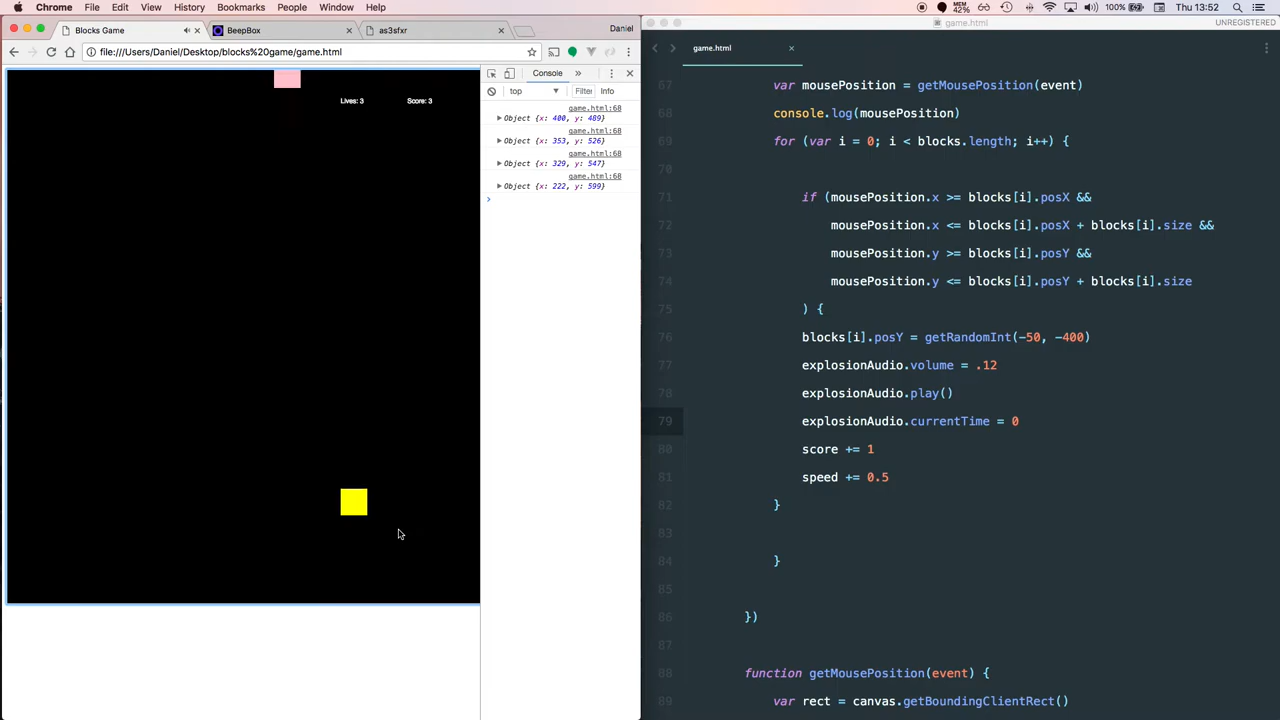 Chrome File Edit View History Bookmarks People Window Help MEM 42% 100% Thu 13:52
Blocks Game BeepBox as3sfxr Daniel
file:///Users/Daniel/Desktop/blocks%20game/game.html
Console »
top Filter Info
game.html:68
Object {x: 400, y: 489}
game.html:68
Object {x: 353, y: 526}
game.html:68
Object {x: 329, y: 547}
game.html:68
Object {x: 222, y: 599}
Lives: 3 Score: 3
game.html UNREGISTERED
game.html
67 var mousePosition = getMousePosition(event)
68 console.log(mousePosition)
69 for (var i = 0; i < blocks.length; i++) {
70
71 if (mousePosition.x >= blocks[i].posX &&
72 mousePosition.x <= blocks[i].posX + blocks[i].size &&
73 mousePosition.y >= blocks[i].posY &&
74 mousePosition.y <= blocks[i].posY + blocks[i].size
75 ) {
76 blocks[i].posY = getRandomInt(-50, -400)
77 explosionAudio.volume = .12
78 explosionAudio.play()
79 explosionAudio.currentTime = 0
80 score += 1
81 speed += 0.5
82 }
83
84 }
85
86 })
87
88 function getMousePosition(event) {
89 var rect = canvas.getBoundingClientRect()